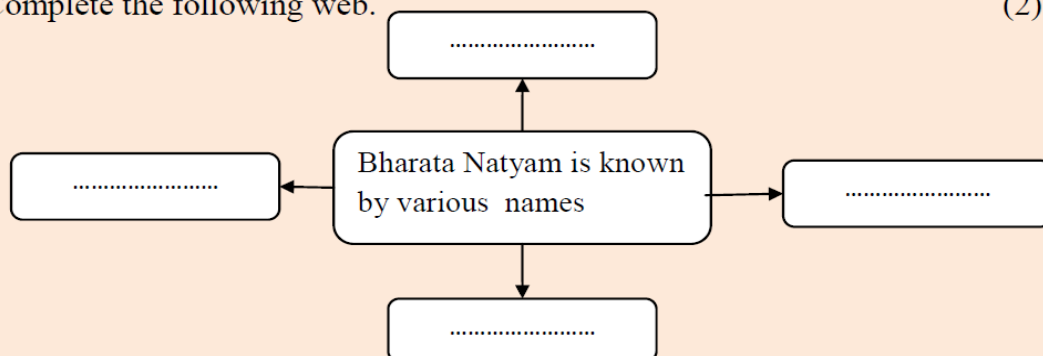 omplete the following web. (2)
........................
Bharata Natyam is known
by various names
........................ ........................
........................